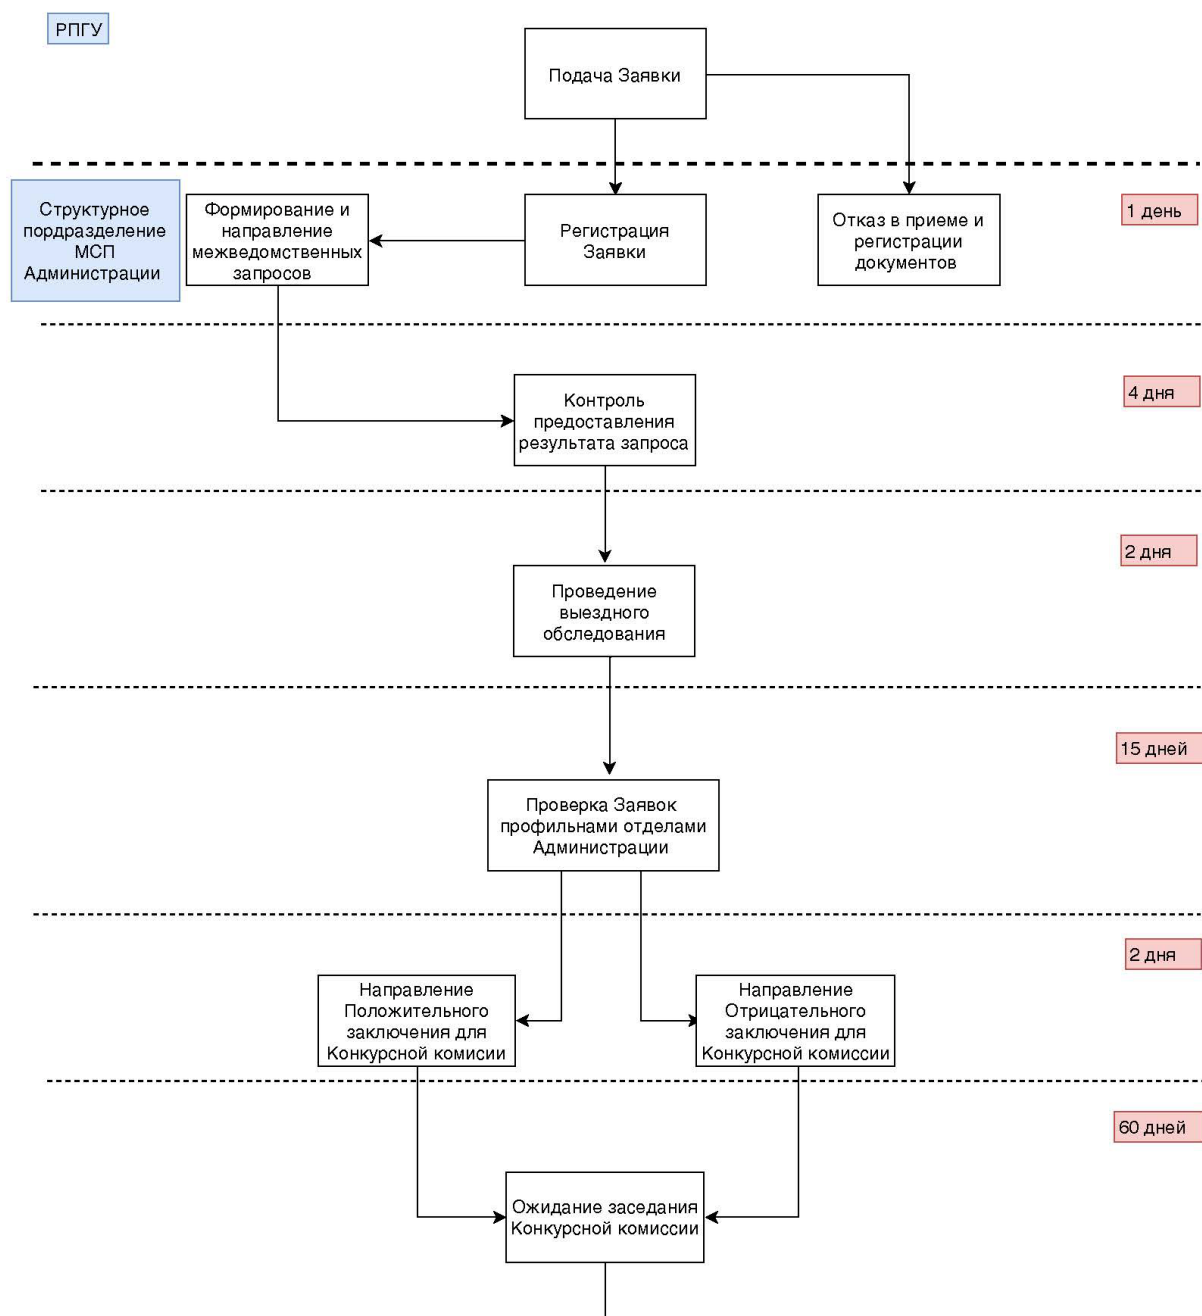 РПГУ
Подача Заявки
Структурное
пордразделение
МСП
Администрации
Формирование и
направление
межведомственных
запросов
Регистрация
Заявки
Отказ в приеме и
регистрации
документов
1 день
Контроль
предоставления
результата запроса
4 дня
Проведение
выездного
обследования
2 дня
Проверка Заявок
профильнами отделами
Администрации
15 дней
Направление
Положительного
заключения для
Конкурсной комисии
Направление
Отрицательного
заключения для
Конкурсной комиссии
2 дня
Ожидание заседания
Конкурсной комиссии
60 дней